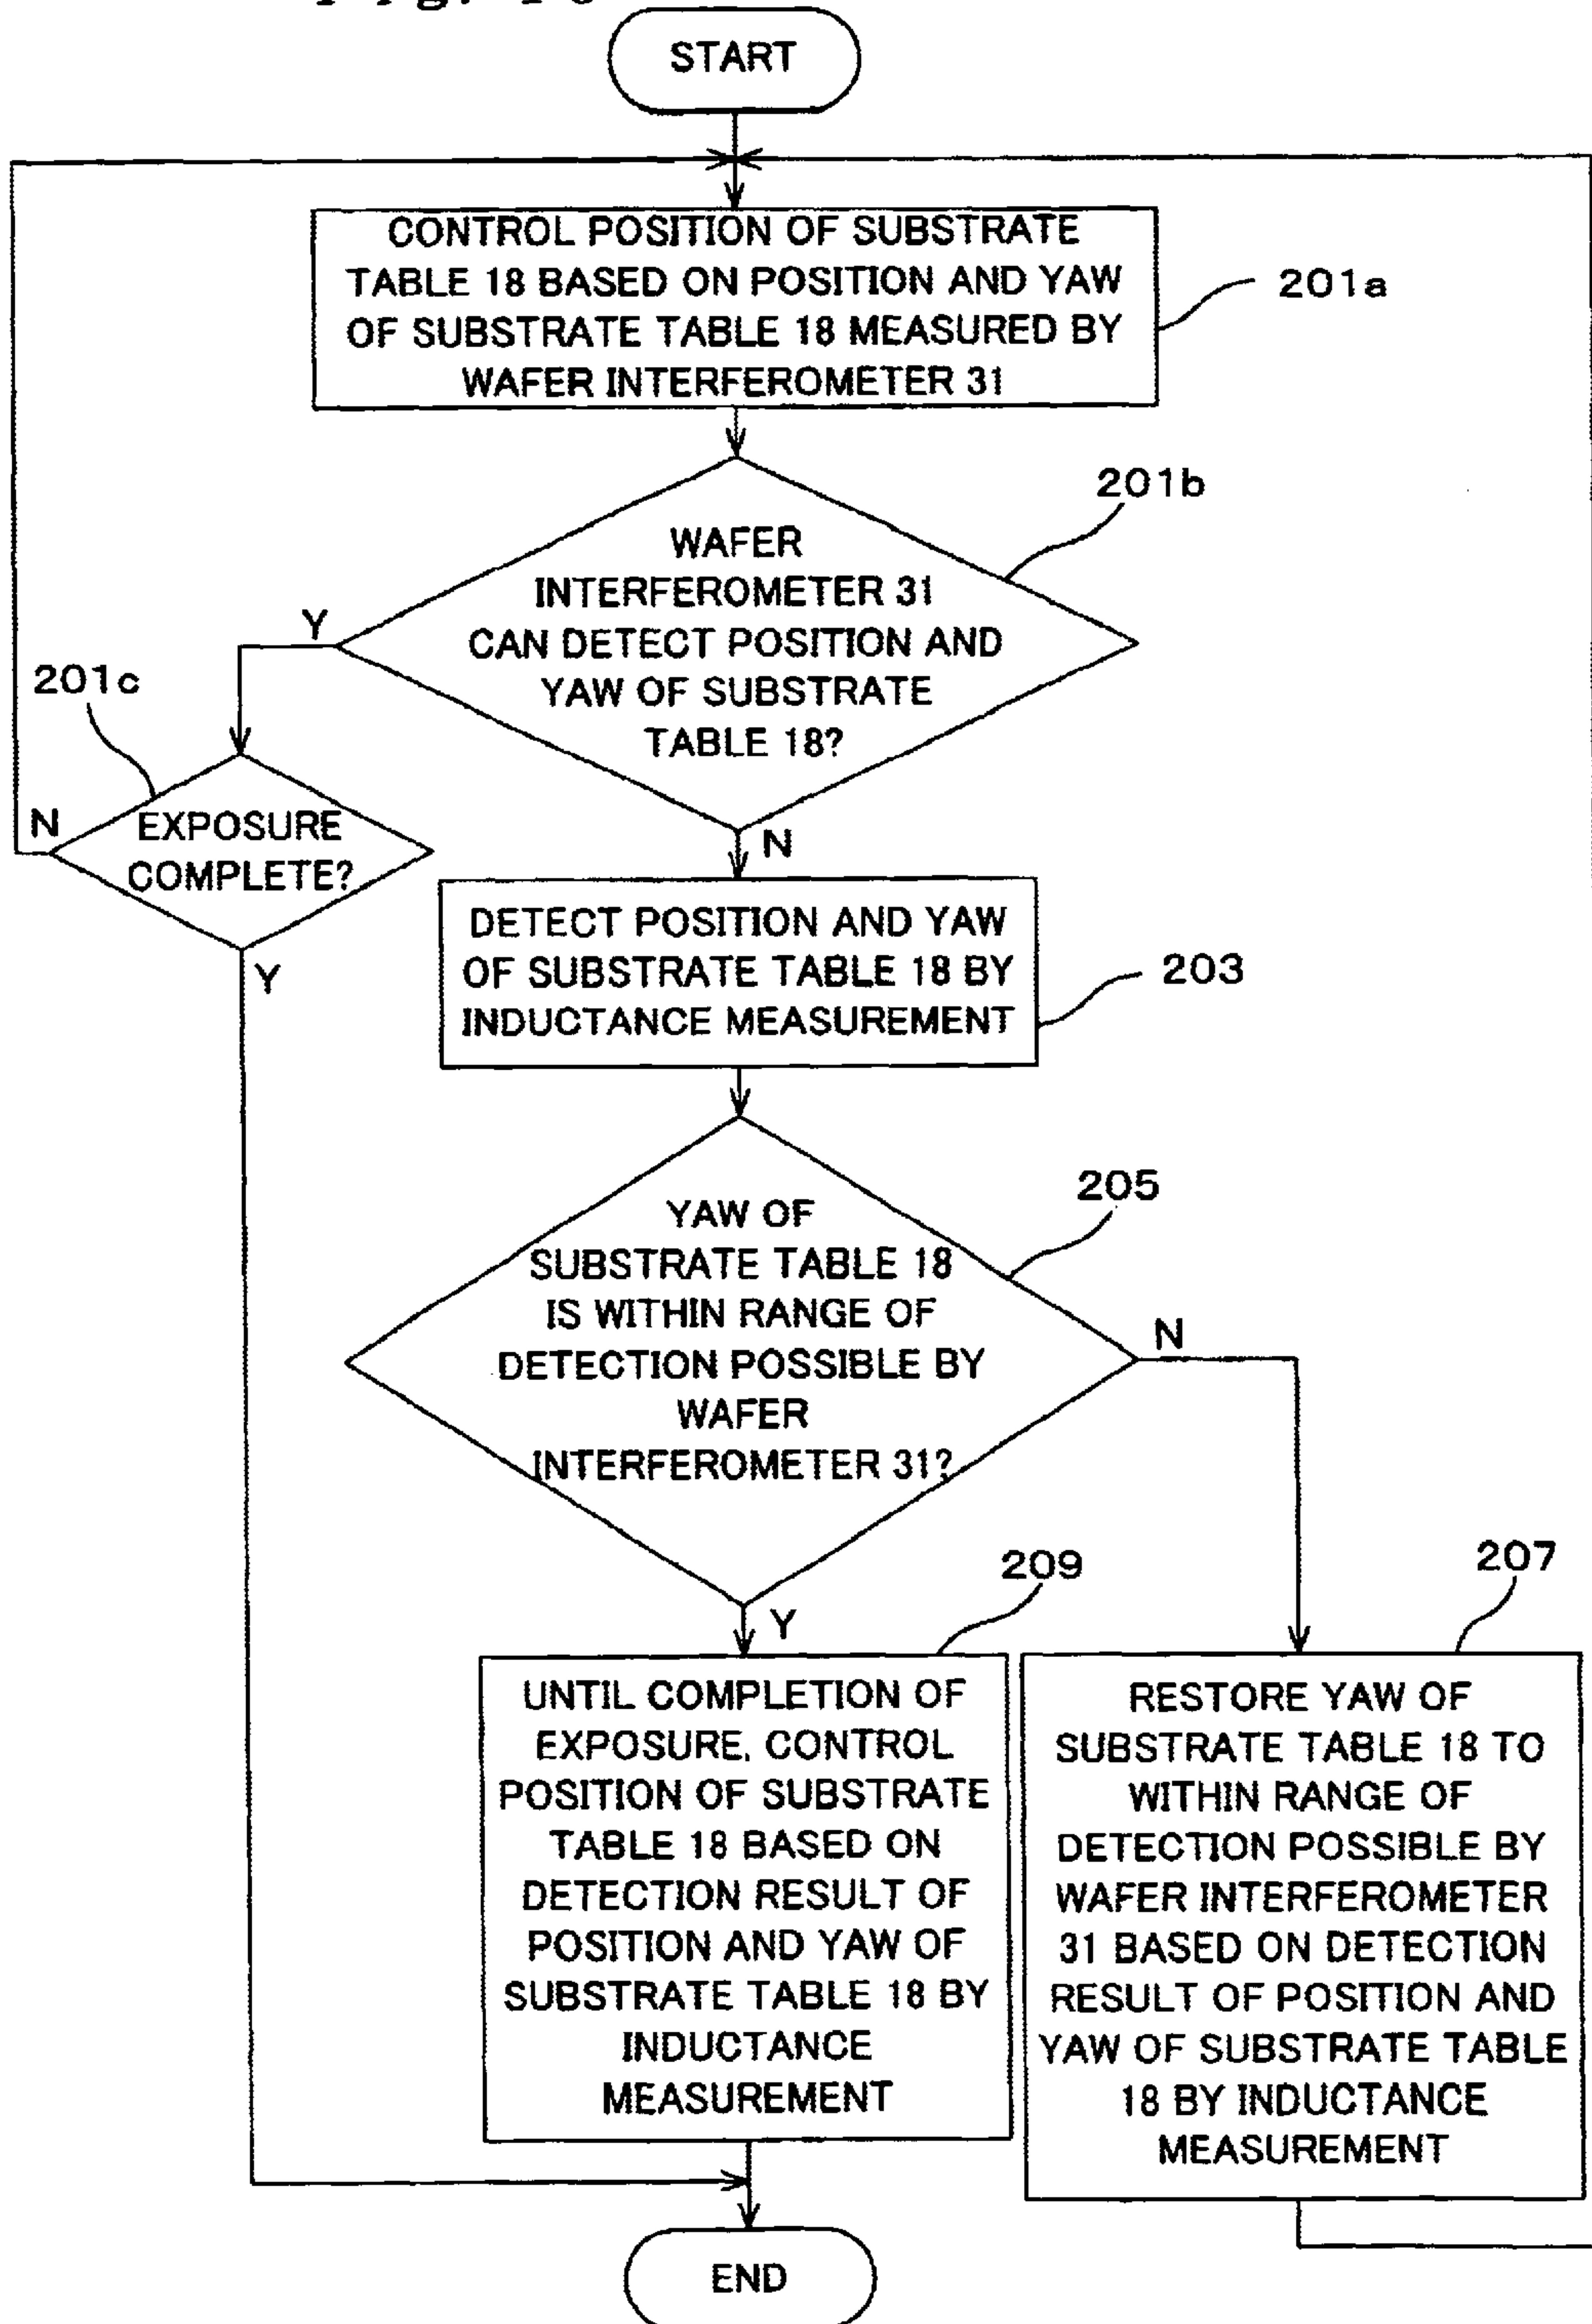 START
CONTROL POSITION OF SUBSTRATE
TABLE 18 BASED ON POSITION AND YAW
OF SUBSTRATE TABLE 18 MEASURED BY
WAFER INTERFEROMETER 31
201a
201b
WAFER
INTERFEROMETER 31
CAN DETECT POSITION AND
YAW OF SUBSTRATE
TABLE 18?
Y
201c
N
EXPOSURE
COMPLETE?
Y
N
DETECT POSITION AND YAW
OF SUBSTRATE TABLE 18 BY
INDUCTANCE MEASUREMENT
203
205
YAW OF
SUBSTRATE TABLE 18
IS WITHIN RANGE OF
DETECTION POSSIBLE BY
WAFER
INTERFEROMETER 31?
N
Y
209
UNTIL COMPLETION OF
EXPOSURE, CONTROL
POSITION OF SUBSTRATE
TABLE 18 BASED ON
DETECTION RESULT OF
POSITION AND YAW OF
SUBSTRATE TABLE 18 BY
INDUCTANCE
MEASUREMENT
207
RESTORE YAW OF
SUBSTRATE TABLE 18 TO
WITHIN RANGE OF
DETECTION POSSIBLE BY
WAFER INTERFEROMETER
31 BASED ON DETECTION
RESULT OF POSITION AND
YAW OF SUBSTRATE TABLE
18 BY INDUCTANCE
MEASUREMENT
END